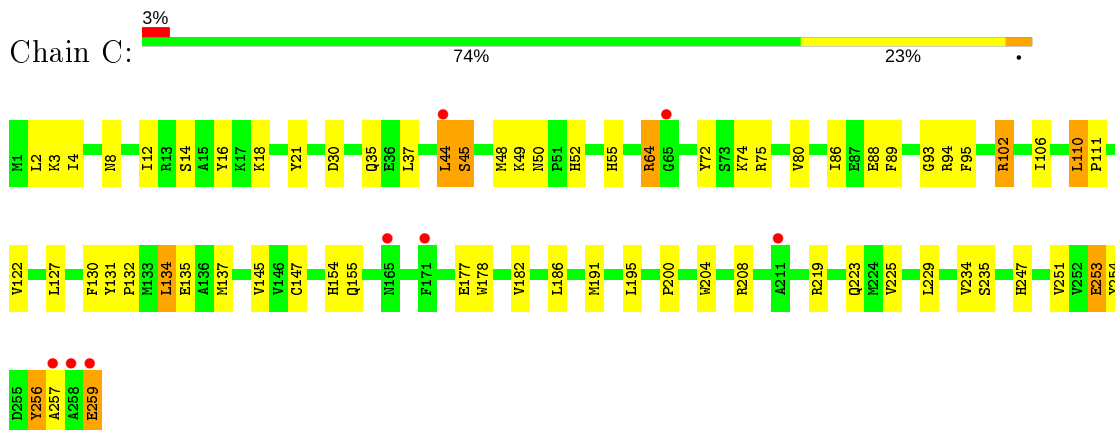 3%
Chain C:
74% 23% •
M1 L2 K3 I4 N8 I12 R13 S14 A15 Y16 K17 K18 Y21 D30 Q35 E36 L37 L44 S45 M48 K49 N50 P51 H52 H55 R64 G65 Y72 S73 K74 R75 V80 I86 E87 E88 F89 G93 R94 F95 R102 I106 L110 P111
V122 L127 F130 Y131 P132 M133 L134 E135 A136 M137 V145 V146 C147 H154 Q155 N165 F171 E177 W178 V182 L186 M191 L195 P200 W204 R208 A211 R219 Q223 M224 V225 L229 V234 S235 H247 V251 V252 E253 Y254
D255 Y256 A257 A258 E259